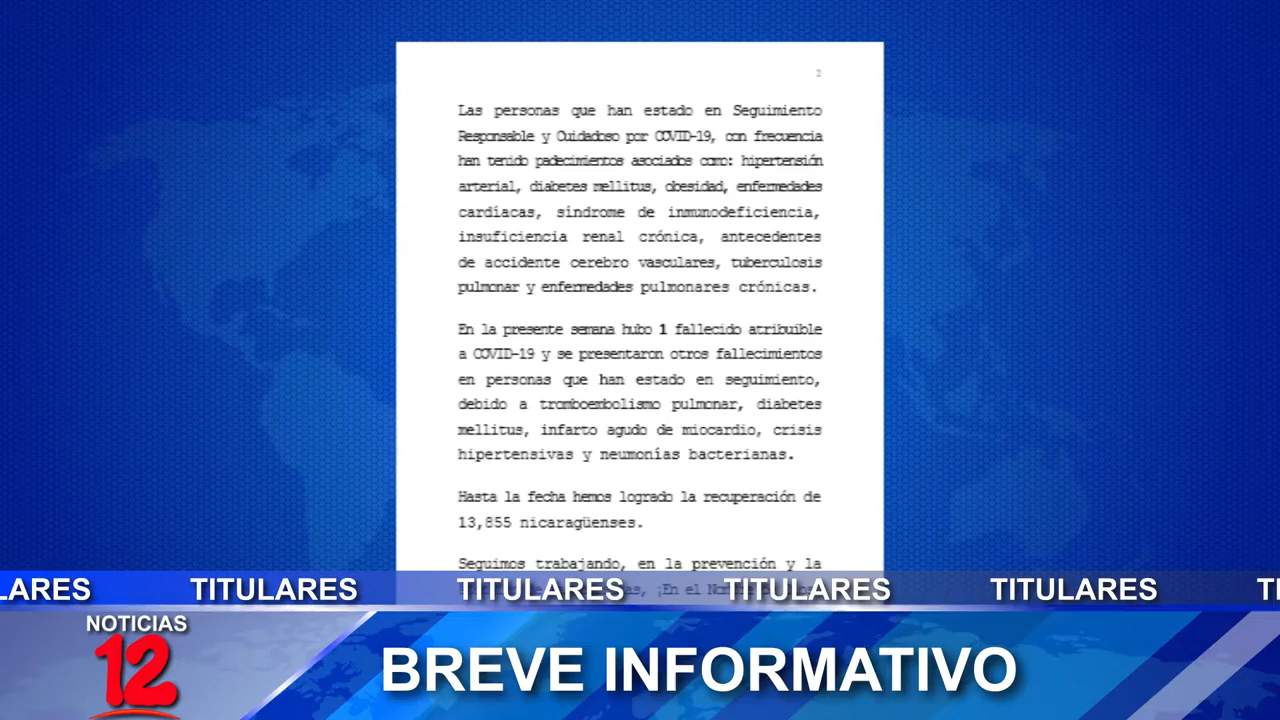 2
Las personas que han estado en Seguimiento
Responsable y Cuidadoso por COVID-19, con frecuencia
han tenido padecimientos asociados como: hipertensión
arterial, diabetes mellitus, obesidad, enfermedades
cardíacas, síndrome de inmunodeficiencia,
insuficiencia renal crónica, antecedentes
de accidente cerebro vasculares, tuberculosis
pulmonar y enfermedades pulmonares crónicas.
En la presente semana hubo 1 fallecido atribuible
a COVID-19 y se presentaron otros fallecimientos
en personas que han estado en seguimiento,
debido a tromboembolismo pulmonar, diabetes
mellitus, infarto agudo de miocardio, crisis
hipertensivas y neumonías bacterianas.
Hasta la fecha hemos logrado la recuperación de
13,855 nicaragüenses.
Seguimos trabajando, en la prevención y la
¡En el
LARES TITULARES TITULARES TITULARES TITULARES TI
NOTICIAS
12
BREVE INFORMATIVO